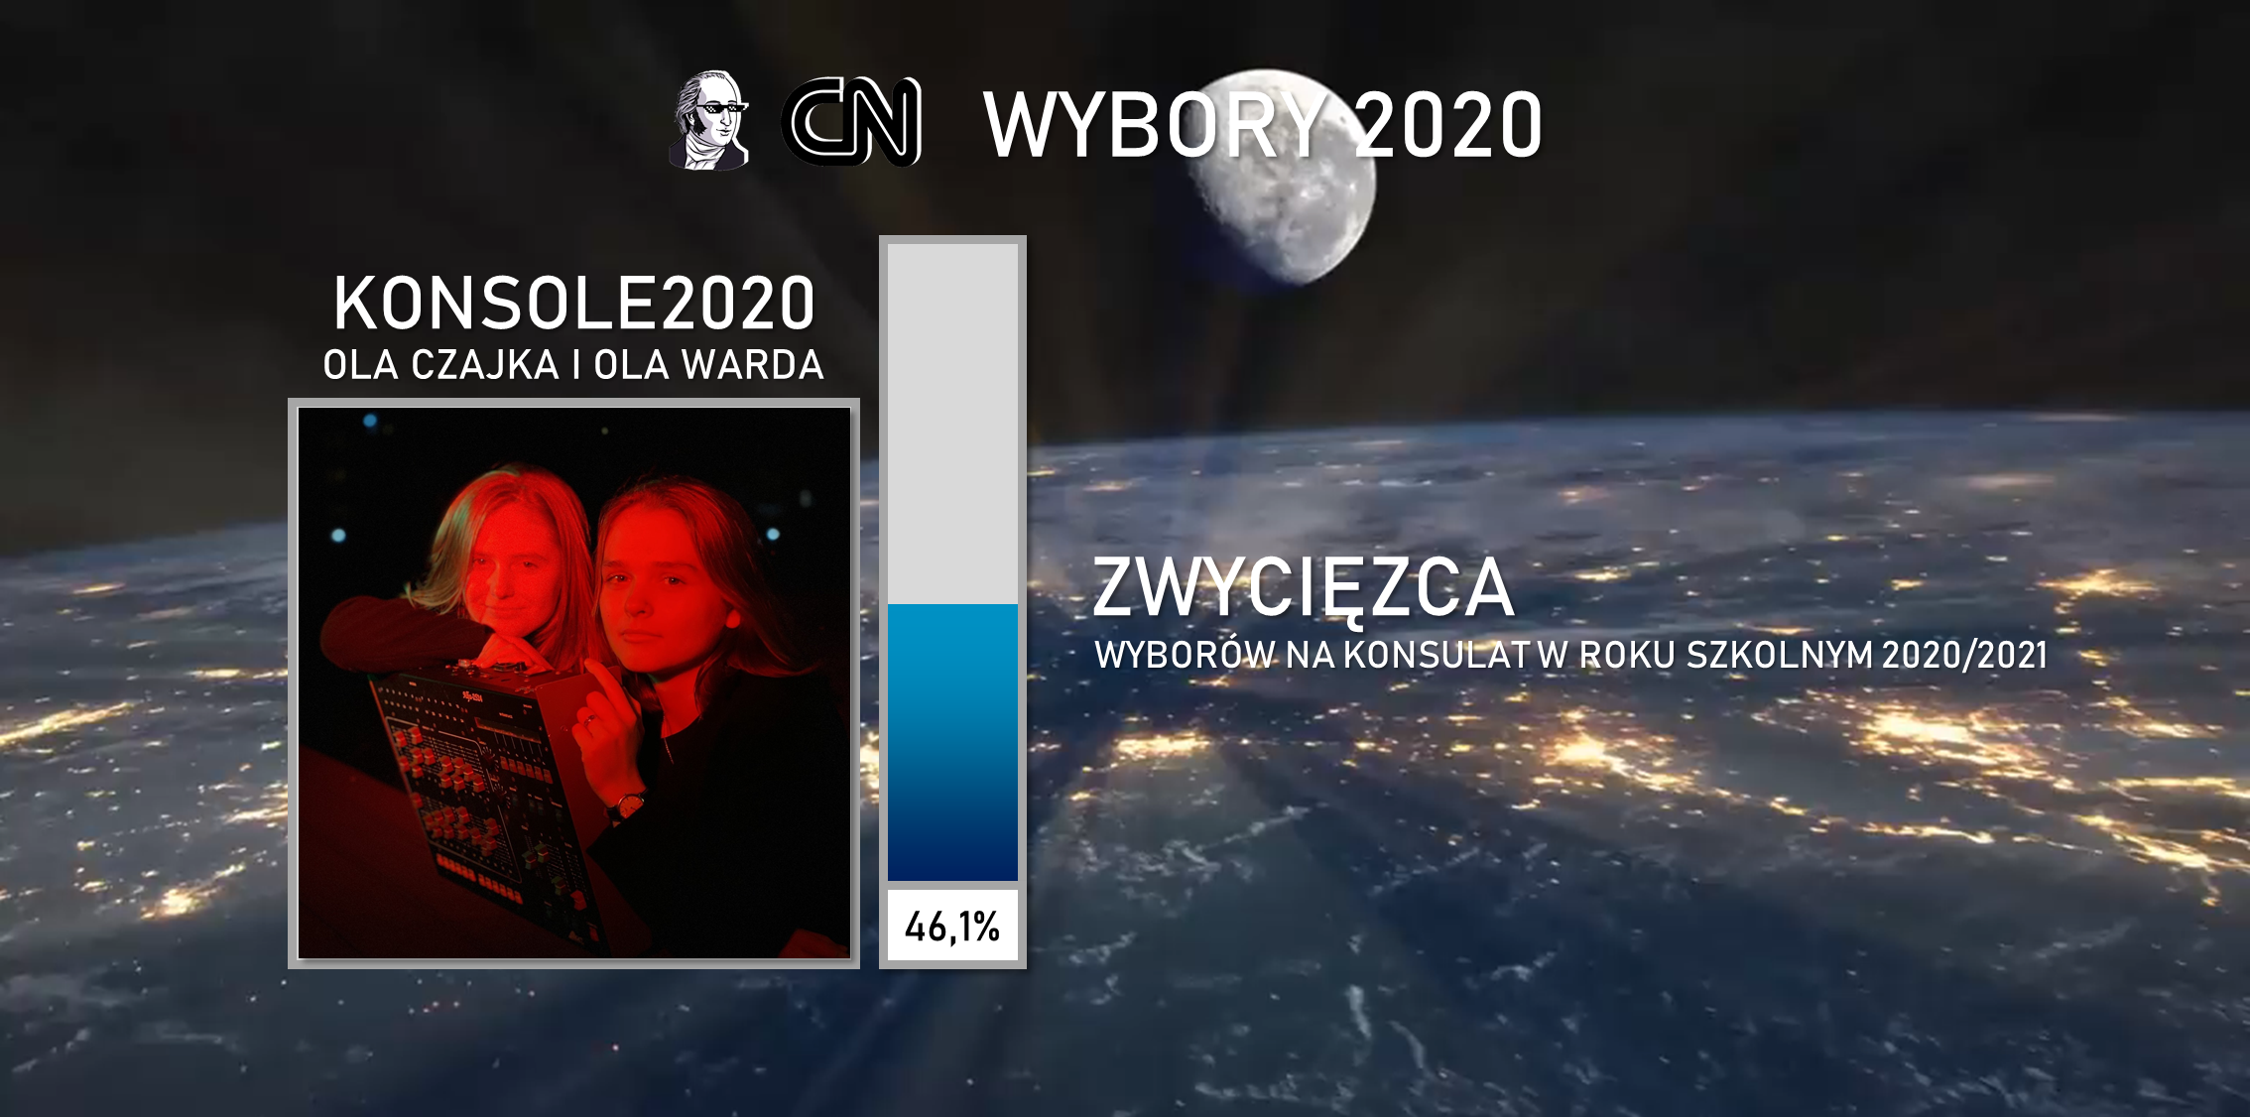 CN WYBORY 2020
KONSOLE2020
OLA CZAJKA I OLA WARDA
ZWYCIĘZCA
WYBORÓW NA KONSULAT W ROKU SZKOLNYM 2020/2021
46,1%